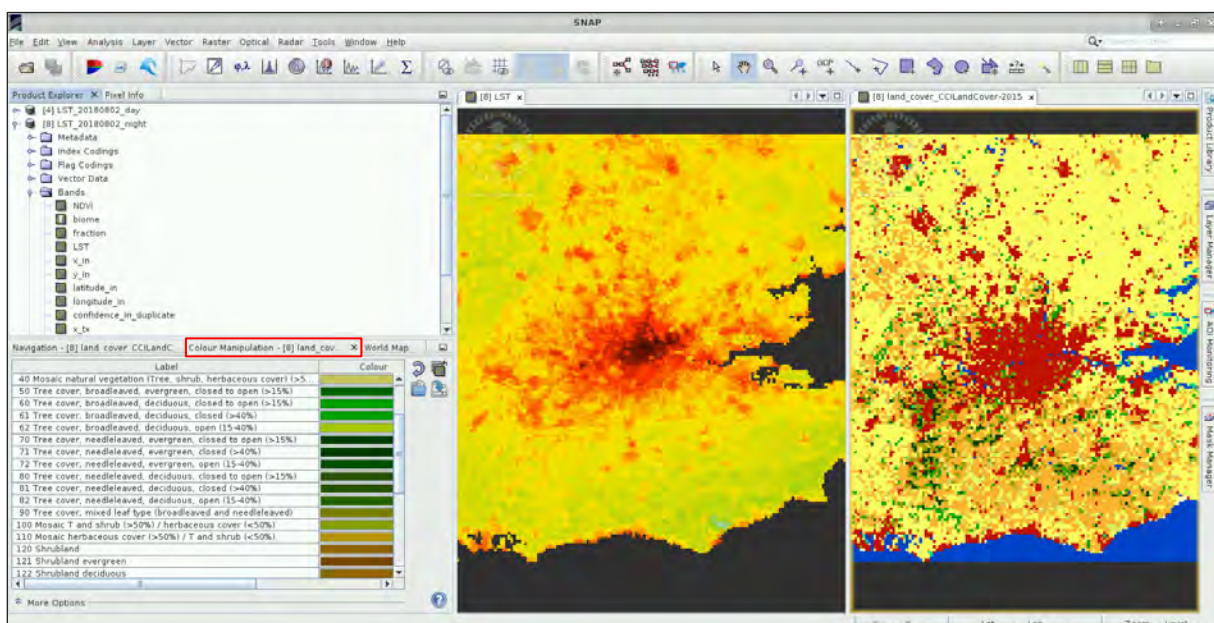 SNAP
File Edit View Analysis Layer Vector Raster Optical Radar Tools Window Help
Product Explorer Pixel Info
[4] LST_20180802_day
[8] LST_20180802_night
Metadata
Index Codings
Flag Codings
Vector Data
Bands
NDVI
biome
fraction
LST
x_in
y_in
latitude_in
longitude_in
confidence_in_duplicate
x_tx
[8] LST
[8] land_cover_CCILandCover-2015
Product Library
Layer Manager
AOI Monitoring
Mask Manager
Navigation - [8] land_cover_CCILandC...
Colour Manipulation - [8] land_cov...
World Map
Label Colour
40 Mosaic natural vegetation (Tree, shrub, herbaceous cover) (>5...
50 Tree cover, broadleaved, evergreen, closed to open (>15%)
60 Tree cover, broadleaved, deciduous, closed to open (>15%)
61 Tree cover, broadleaved, deciduous, closed (>40%)
62 Tree cover, broadleaved, deciduous, open (15-40%)
70 Tree cover, needleleaved, evergreen, closed to open (>15%)
71 Tree cover, needleleaved, evergreen, closed (>40%)
72 Tree cover, needleleaved, evergreen, open (15-40%)
80 Tree cover, needleleaved, deciduous, closed to open (>15%)
81 Tree cover, needleleaved, deciduous, closed (>40%)
82 Tree cover, needleleaved, deciduous, open (15-40%)
90 Tree cover, mixed leaf type (broadleaved and needleleaved)
100 Mosaic T and shrub (>50%) / herbaceous cover (<50%)
110 Mosaic herbaceous cover (>50%) / T and shrub (<50%)
120 Shrubland
121 Shrubland evergreen
122 Shrubland deciduous
More Options